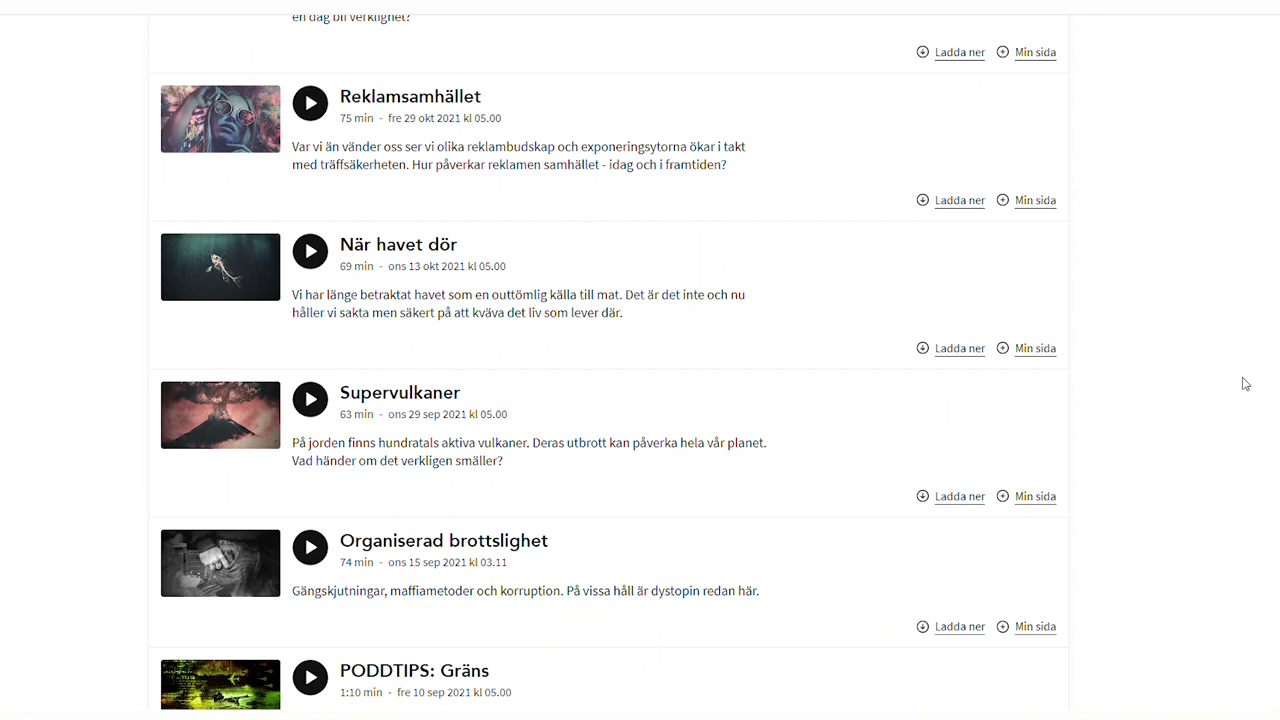 en dag bli verklighet?
Ladda ner Min sida
Reklamsamhället
75 min - fre 29 okt 2021 kl 05.00
Var vi än vänder oss ser vi olika reklambudskap och exponeringsytorna ökar i takt
med träffsäkerheten. Hur påverkar reklamen samhället - idag och i framtiden?
Ladda ner Min sida
När havet dör
69 min - ons 13 okt 2021 kl 05.00
Vi har länge betraktat havet som en outtömlig källa till mat. Det är det inte och nu
håller vi sakta men säkert på att kväva det liv som lever där.
Ladda ner Min sida
Supervulkaner
63 min - ons 29 sep 2021 kl 05.00
På jorden finns hundratals aktiva vulkaner. Deras utbrott kan påverka hela vår planet.
Vad händer om det verkligen smäller?
Ladda ner Min sida
Organiserad brottslighet
74 min - ons 15 sep 2021 kl 03.11
Gängskjutningar, maffiametoder och korruption. På vissa håll är dystopin redan här.
Ladda ner Min sida
PODDTIPS: Gräns
1:10 min - fre 10 sep 2021 kl 05.00